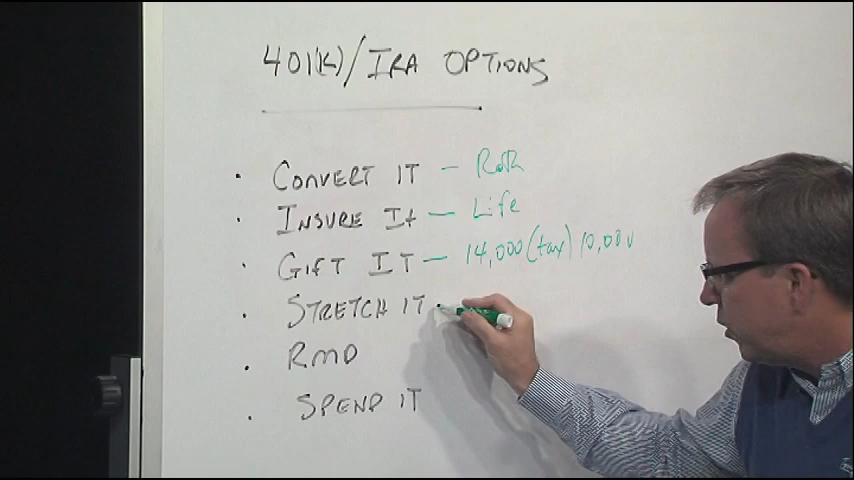 401(K)/IRA OPTIONS
• CONVERT IT — Roth
• INSURE It — Life
• GIFT IT — 14,000 (tax) 10,000
• STRETCH IT
• RMD
• SPEND IT